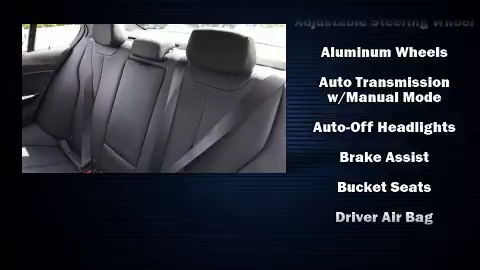 Adjustable Steering Wheel
Aluminum Wheels
Auto Transmission
w/Manual Mode
Auto-Off Headlights
Brake Assist
Bucket Seats
Driver Air Bag